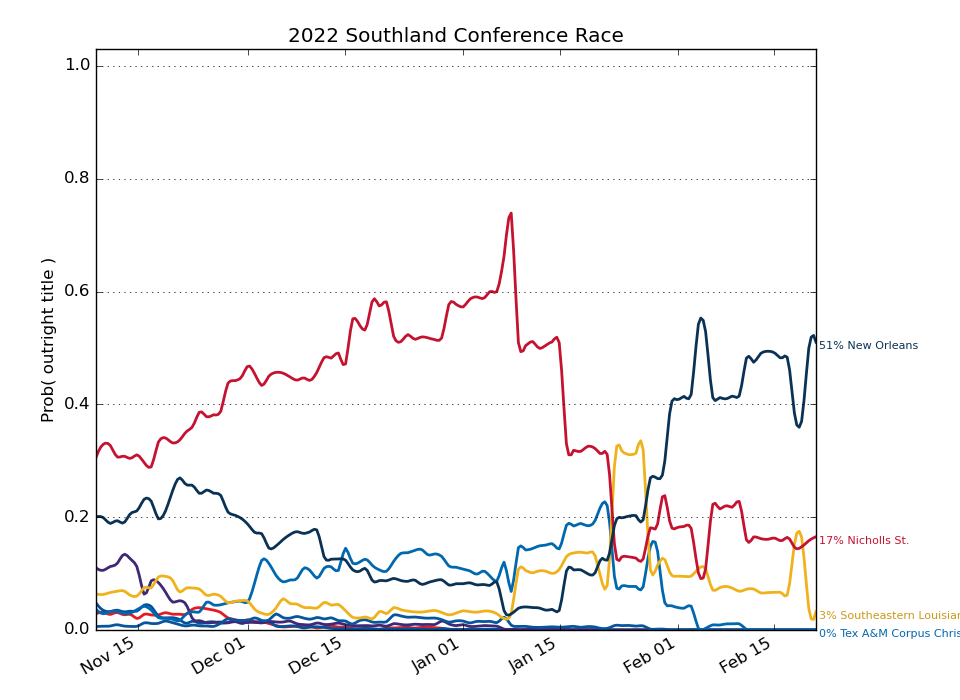 2022 Southland Conference Race
Prob( outright title )
1.0
0.8
0.6
0.4
0.2
0.0
Nov 15
Dec 01
Dec 15
Jan 01
Jan 15
Feb 01
Feb 15
51% New Orleans
17% Nicholls St.
3% Southeastern Louisian
0% Tex A&M Corpus Chris